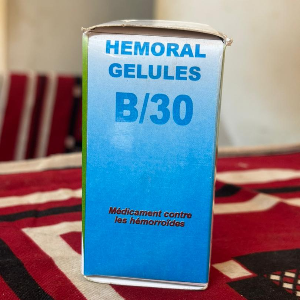 HEMORAL
GELULES
B/30
Médicament contre
les hémorroïdes